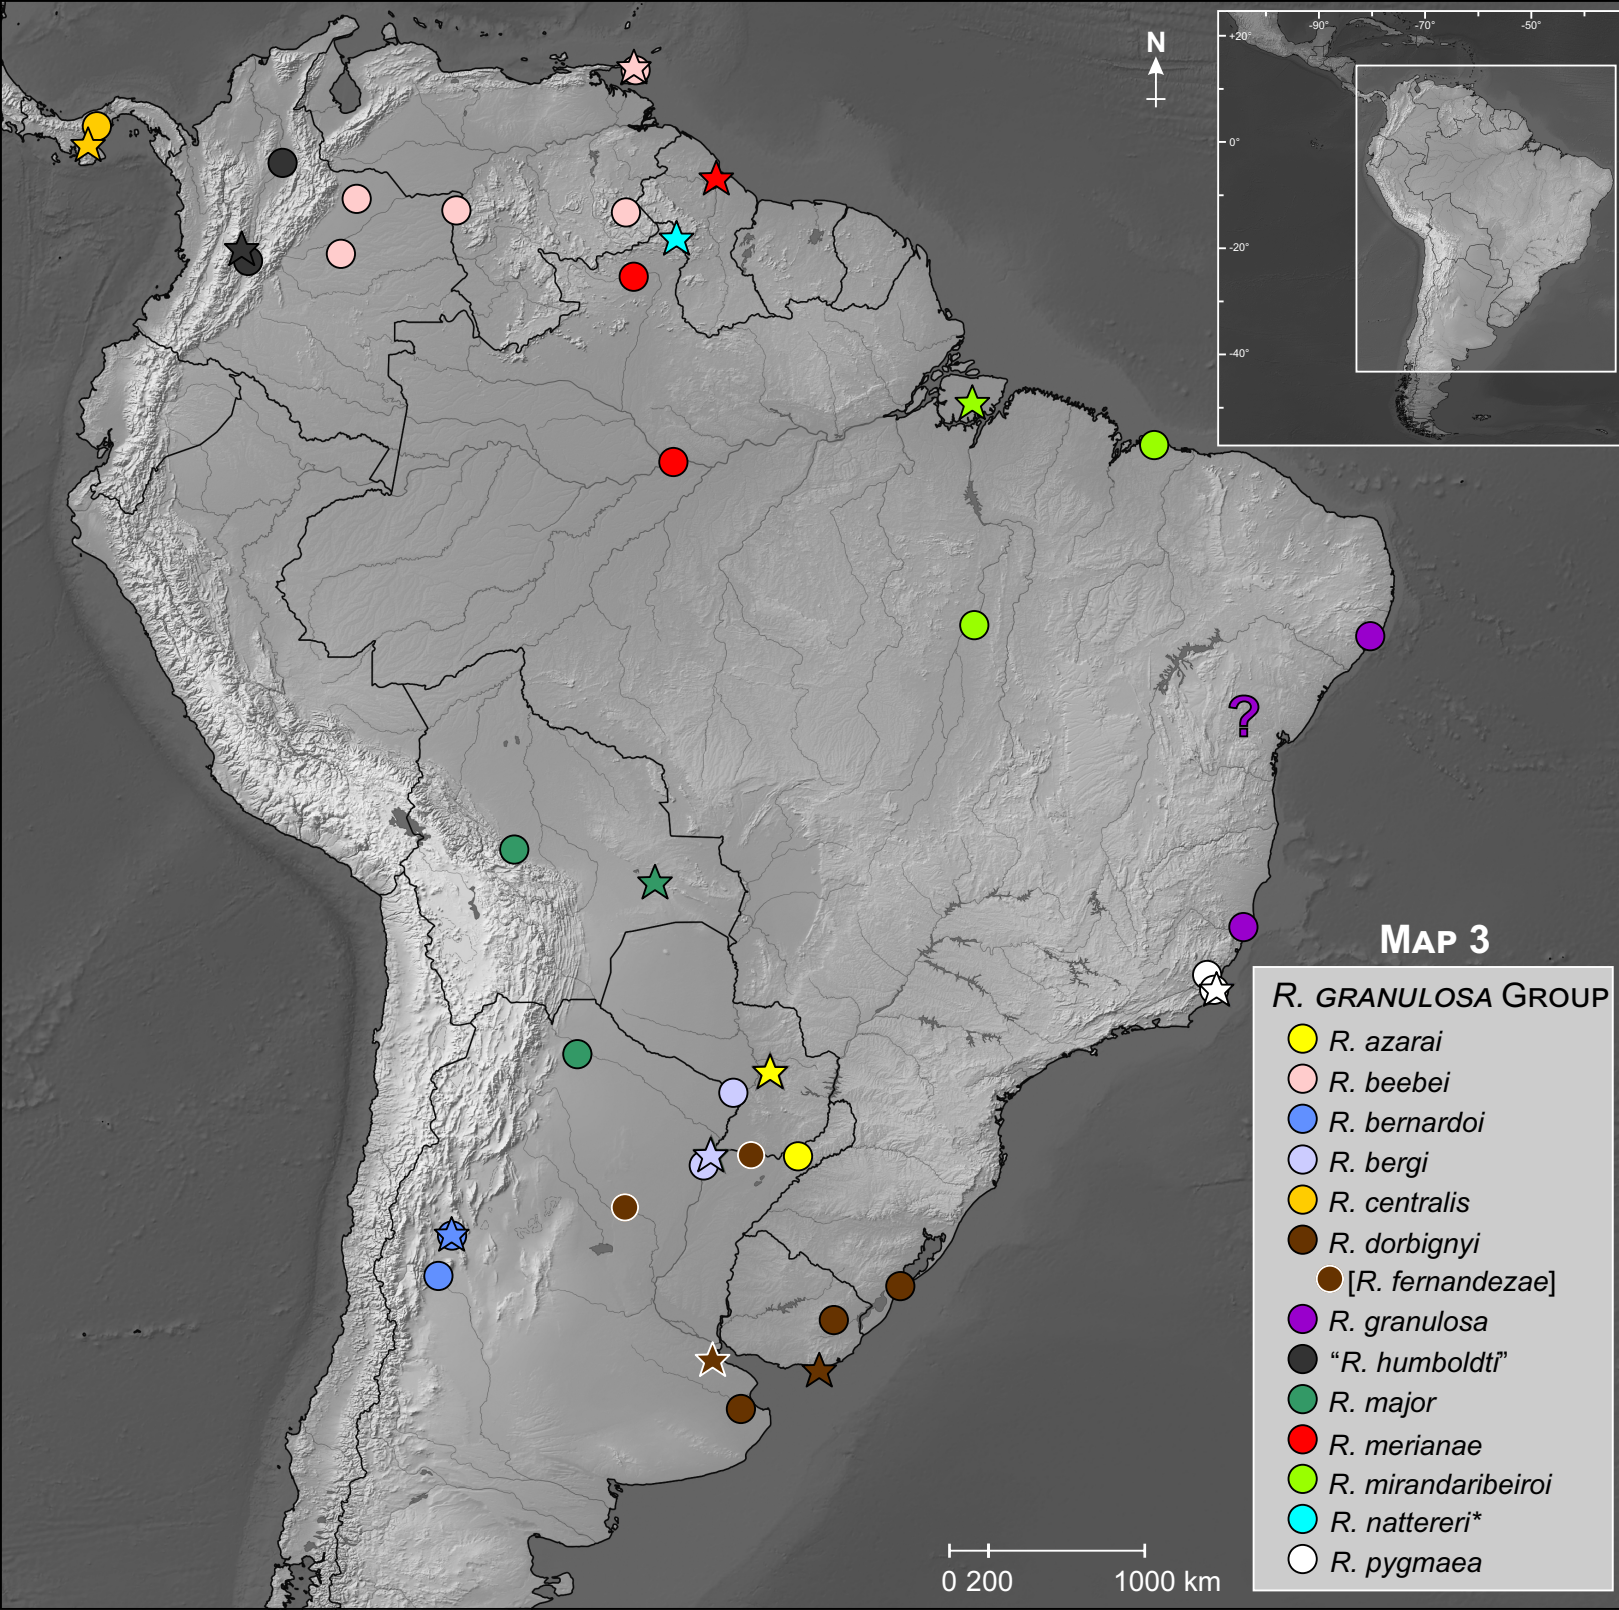 N
-90°
-70°
-50°
+20°
0°
-20°
-40°
?
MAP 3
R. GRANULOSA GROUP
R. azarai
R. beebei
R. bernardoi
R. bergi
R. centralis
R. dorbignyi
[R. fernandezae]
R. granulosa
“R. humboldti”
R. major
R. merianae
R. mirandaribeiroi
R. nattereri*
R. pygmaea
0 200 1000 km